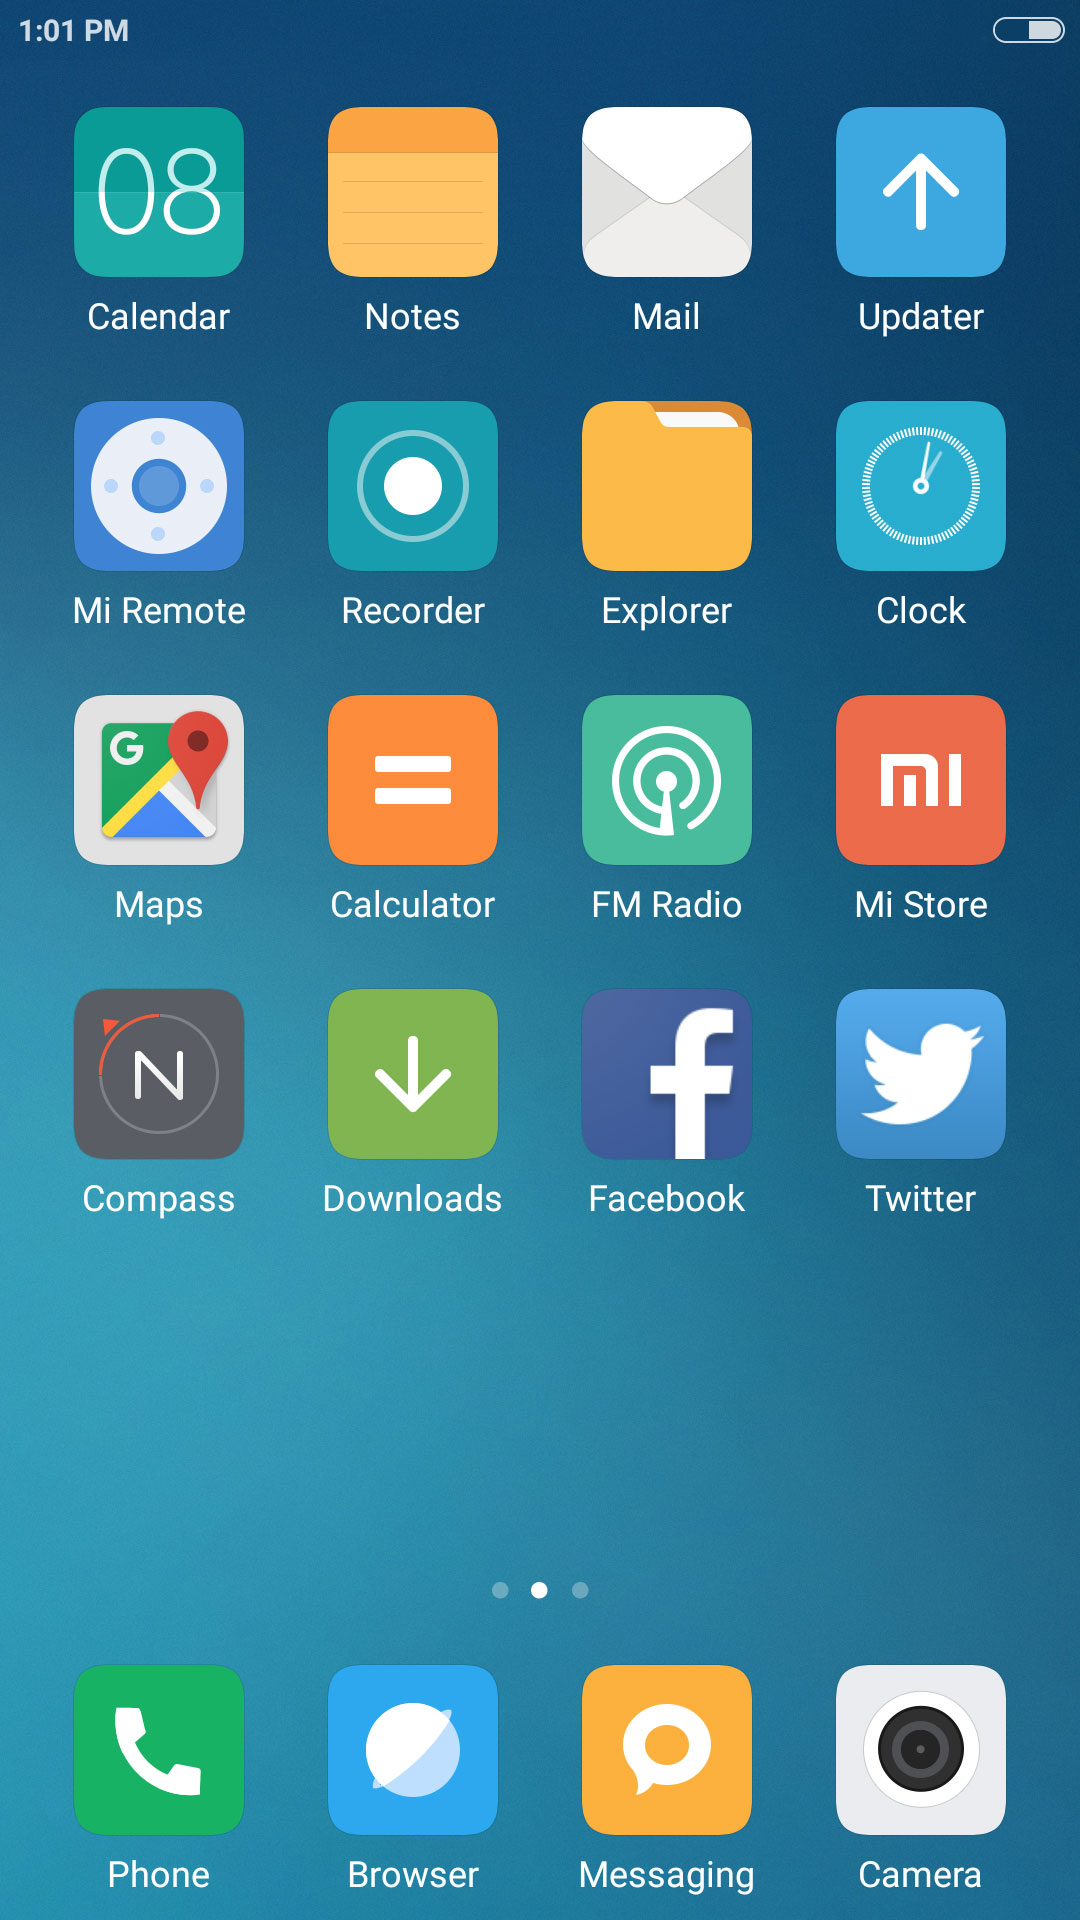 1:01 PM
08
Calendar
Notes
Mail
Updater
Mi Remote
Recorder
Explorer
Clock
G
mi
Maps
Calculator
FM Radio
Mi Store
N
f
Compass
Downloads
Facebook
Twitter
Phone
Browser
Messaging
Camera